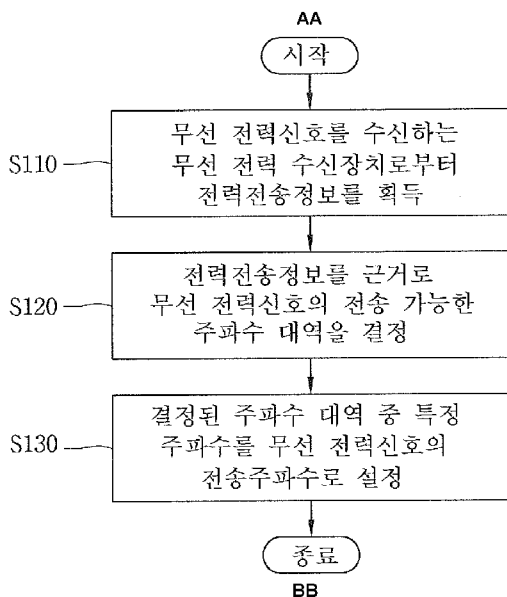 AA
시작
S110
무선 전력신호를 수신하는
무선 전력 수신장치로부터
전력전송정보를 획득
S120
전력전송정보를 근거로
무선 전력신호의 전송 가능한
주파수 대역을 결정
S130
결정된 주파수 대역 중 특정
주파수를 무선 전력신호의
전송주파수로 설정
종료
BB